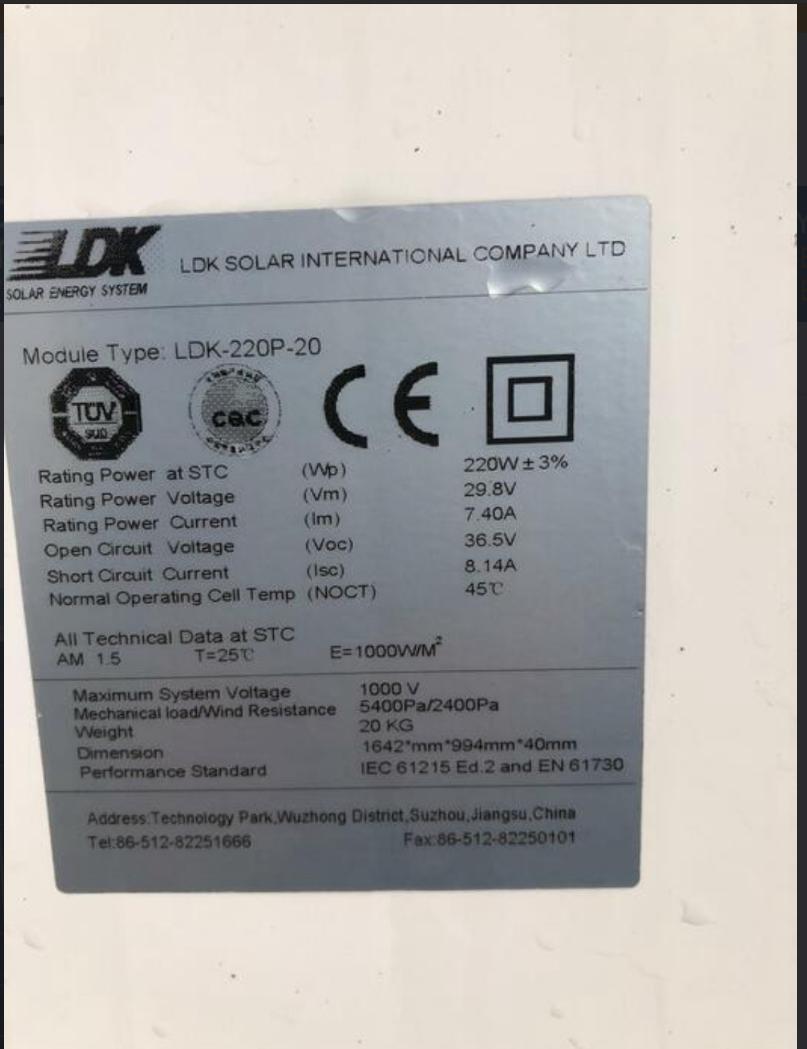 LDK
SOLAR ENERGY SYSTEM
LDK SOLAR INTERNATIONAL COMPANY LTD
Module Type: LDK-220P-20
TÜV
SÜD
CQC
CE
Rating Power at STC (Wp) 220W ± 3%
Rating Power Voltage (Vm) 29.8V
Rating Power Current (Im) 7.40A
Open Circuit Voltage (Voc) 36.5V
Short Circuit Current (Isc) 8.14A
Normal Operating Cell Temp (NOCT) 45℃
All Technical Data at STC
AM 1.5 T=25℃ E=1000W/M²
Maximum System Voltage 1000 V
Mechanical load/Wind Resistance 5400Pa/2400Pa
Weight 20 KG
Dimension 1642*mm*994mm*40mm
Performance Standard IEC 61215 Ed.2 and EN 61730
Address:Technology Park,Wuzhong District,Suzhou,Jiangsu,China
Tel:86-512-82251666 Fax:86-512-82250101